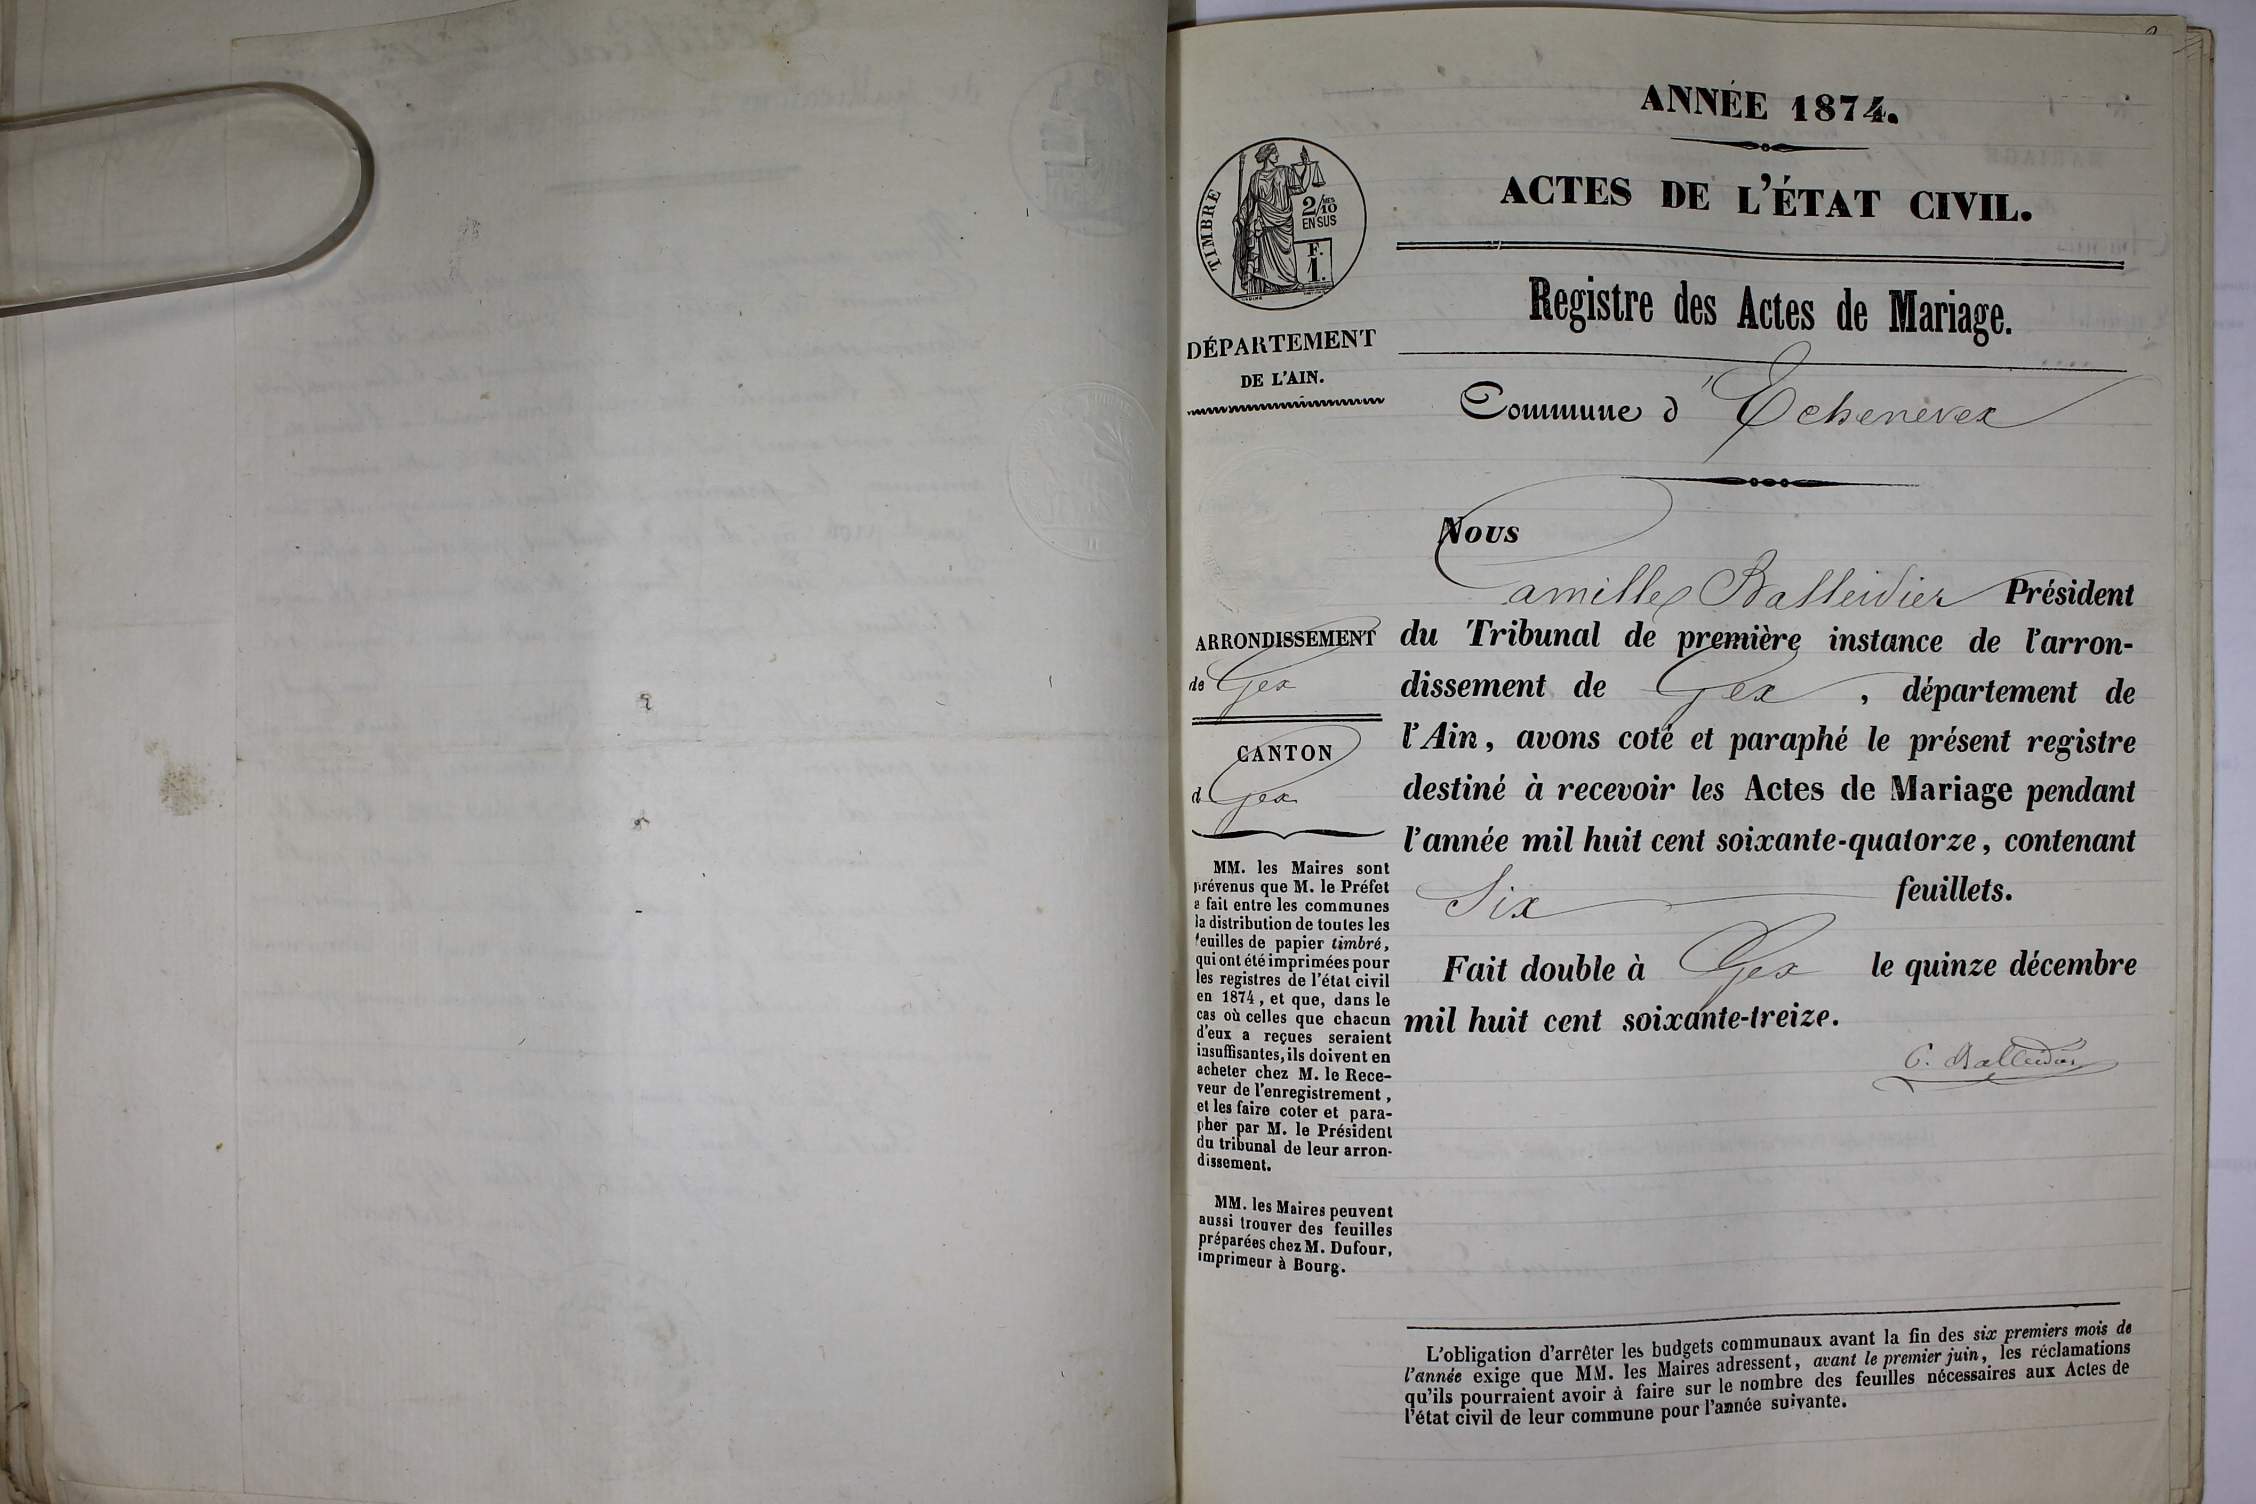 ANNÉE 1874.
ACTES DE L'ÉTAT CIVIL.
TIMBRE
2/10 MES
EN SUS
F.
1.
Registre des Actes de Mariage.
DÉPARTEMENT
DE L'AIN.
Commune d'Echenevex
Nous
Camille Balleidier Président
du Tribunal de première instance de l'arron-
dissement de Gex, département de
l'Ain, avons coté et paraphé le présent registre
destiné à recevoir les Actes de Mariage pendant
l'année mil huit cent soixante-quatorze, contenant
Six feuillets.
Fait double à Gex le quinze décembre
mil huit cent soixante-treize.
C. Balleidier
ARRONDISSEMENT
de Gex
CANTON
d Gex
MM. les Maires sont
prévenus que M. le Préfet
a fait entre les communes
la distribution de toutes les
feuilles de papier timbré,
qui ont été imprimées pour
les registres de l'état civil
en 1874, et que, dans le
cas où celles que chacun
d'eux a reçues seraient
insuffisantes, ils doivent en
acheter chez M. le Rece-
veur de l'enregistrement,
et les faire coter et para-
pher par M. le Président
du tribunal de leur arron-
dissement.
MM. les Maires peuvent
aussi trouver des feuilles
préparées chez M. Dufour,
imprimeur à Bourg.
L'obligation d'arrêter les budgets communaux avant la fin des six premiers mois de
l'année exige que MM. les Maires adressent, avant le premier juin, les réclamations
qu'ils pourraient avoir à faire sur le nombre des feuilles nécessaires aux Actes de
l'état civil de leur commune pour l'année suivante.